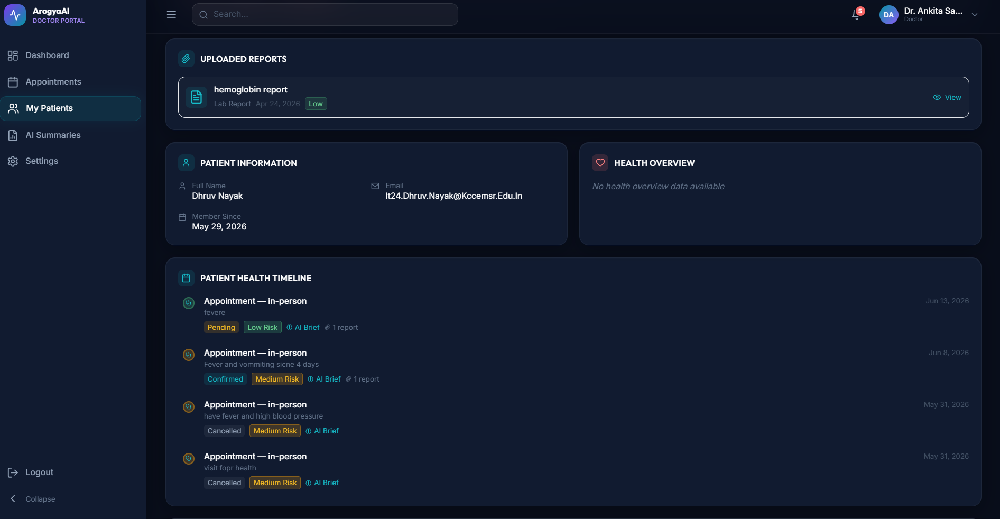 ArogyaAI
DOCTOR PORTAL
Search...
5
DA
Dr. Ankita Sa...
Doctor
Dashboard
Appointments
My Patients
AI Summaries
Settings
Logout
Collapse
UPLOADED REPORTS
hemoglobin report
Lab Report Apr 24, 2026 Low
View
PATIENT INFORMATION
Full Name
Dhruv Nayak
Email
It24.Dhruv.Nayak@Kccemsr.Edu.In
Member Since
May 29, 2026
HEALTH OVERVIEW
No health overview data available
PATIENT HEALTH TIMELINE
Appointment — in-person
Jun 13, 2026
fevere
Pending Low Risk AI Brief 1 report
Appointment — in-person
Jun 8, 2026
Fever and vommiting sicne 4 days
Confirmed Medium Risk AI Brief 1 report
Appointment — in-person
May 31, 2026
have fever and high blood pressure
Cancelled Medium Risk AI Brief
Appointment — in-person
May 31, 2026
visit fopr health
Cancelled Medium Risk AI Brief